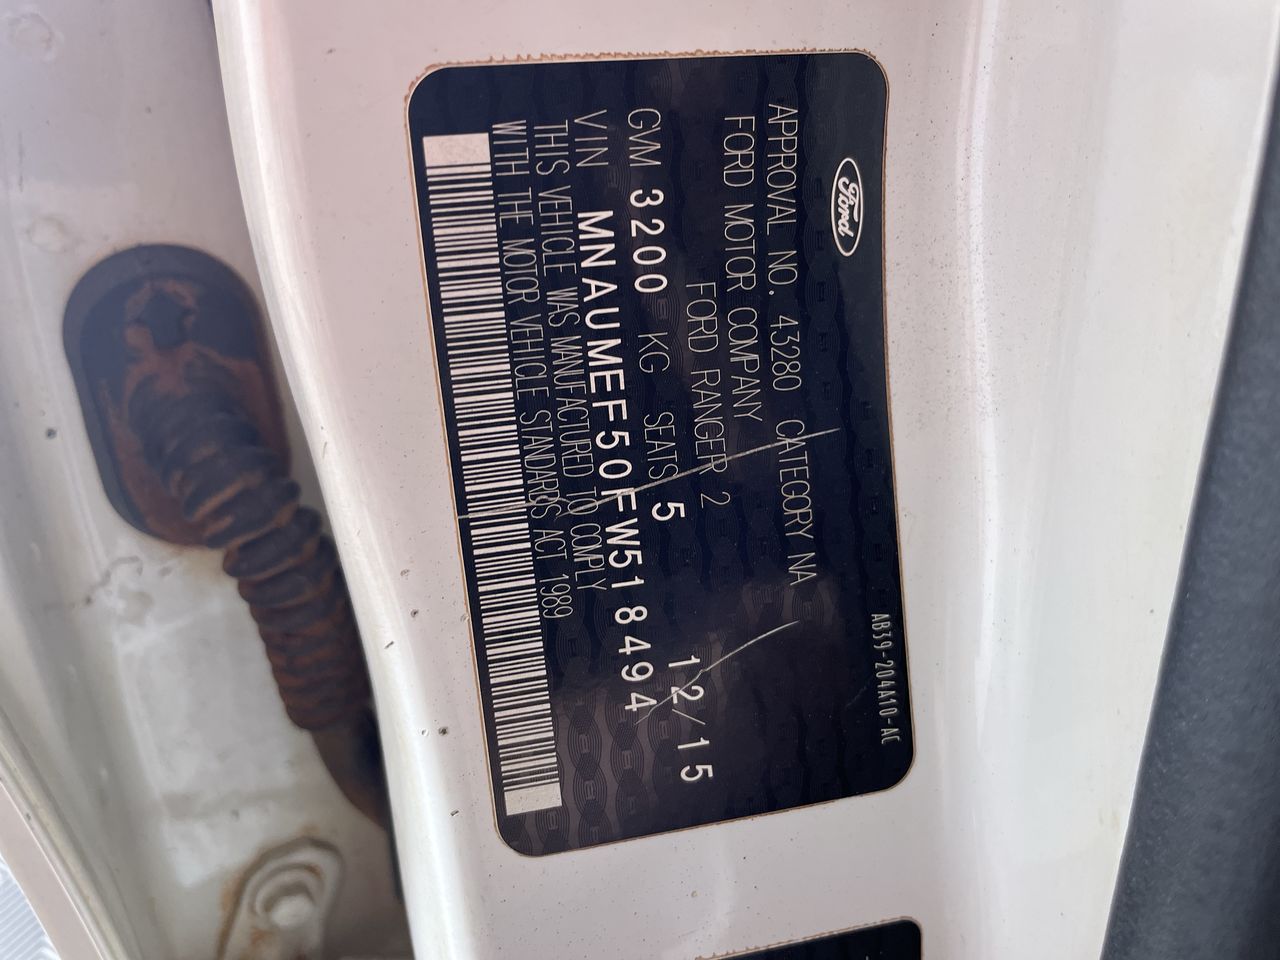 Ford
AB39-204A10-AC
APPROVAL NO. 43280 CATEGORY NA
FORD MOTOR COMPANY
FORD RANGER 2
12/15
GVM 3200 KG SEATS 5
VIN MNAUMEF50FW518494
THIS VEHICLE WAS MANUFACTURED TO COMPLY
WITH THE MOTOR VEHICLE STANDARDS ACT 1989